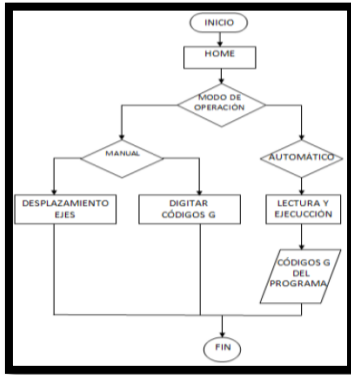 INICIO
HOME
MODO DE
OPERACIÓN
MANUAL
AUTOMÁTICO
DESPLAZAMIENTO
EJES
DIGITAR
CÓDIGOS G
LECTURA Y
EJECUCCIÓN
CÓDIGOS G
DEL
PROGRAMA
FIN